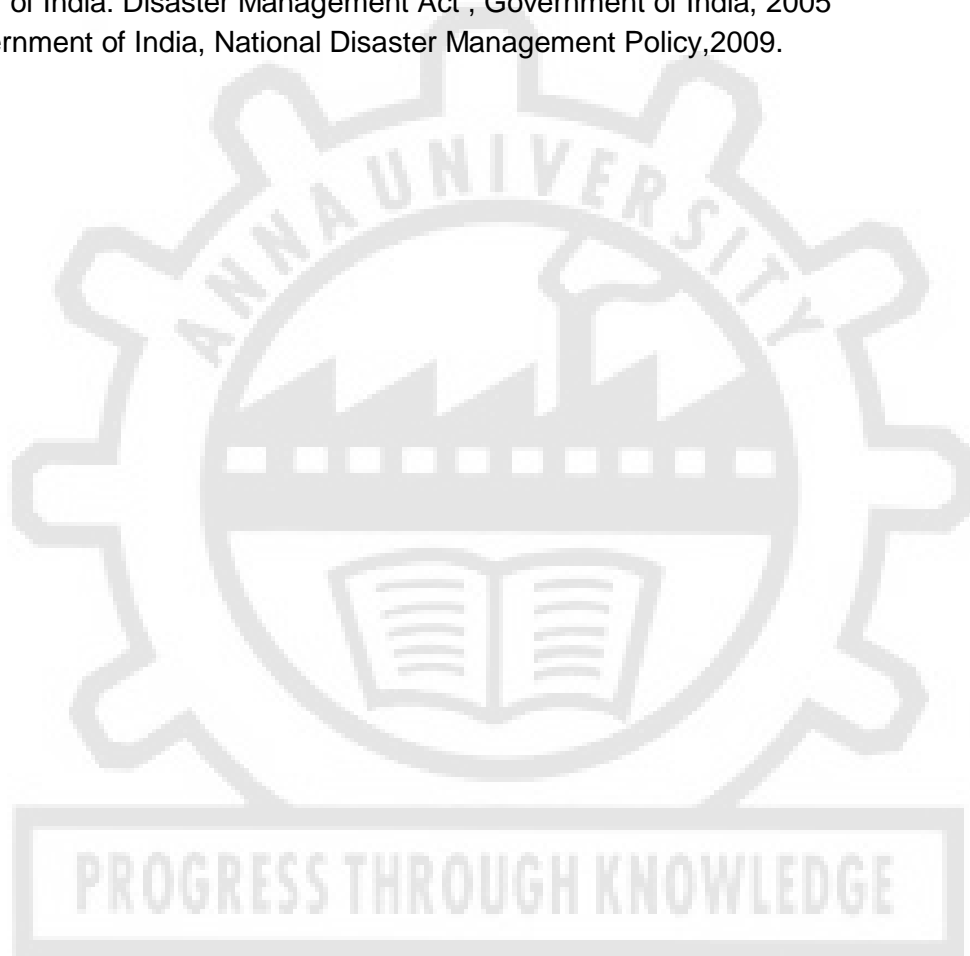 of India. Disaster Management Act , Government of India, 2005
ernment of India, National Disaster Management Policy,2009.
ANNA UNIVERSITY
PROGRESS THROUGH KNOWLEDGE